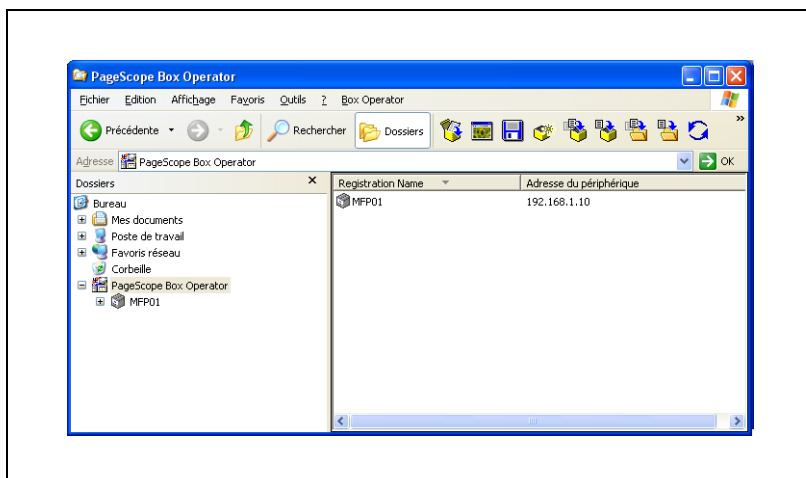 PageScope Box Operator
Fichier Edition Affichage Favoris Outils ? Box Operator
Précédente Rechercher Dossiers »
Adresse PageScope Box Operator OK
Dossiers × Registration Name Adresse du périphérique
Bureau MFP01 192.168.1.10
Mes documents
Poste de travail
Favoris réseau
Corbeille
PageScope Box Operator
MFP01